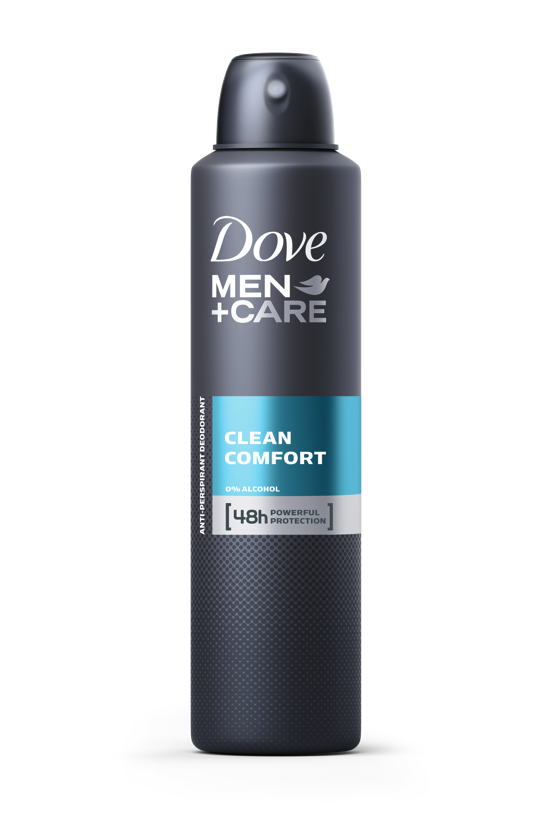 Dove
MEN
+CARE
ANTI-PERSPIRANT DEODORANT
CLEAN
COMFORT
0% ALCOHOL
[48h POWERFUL
PROTECTION]